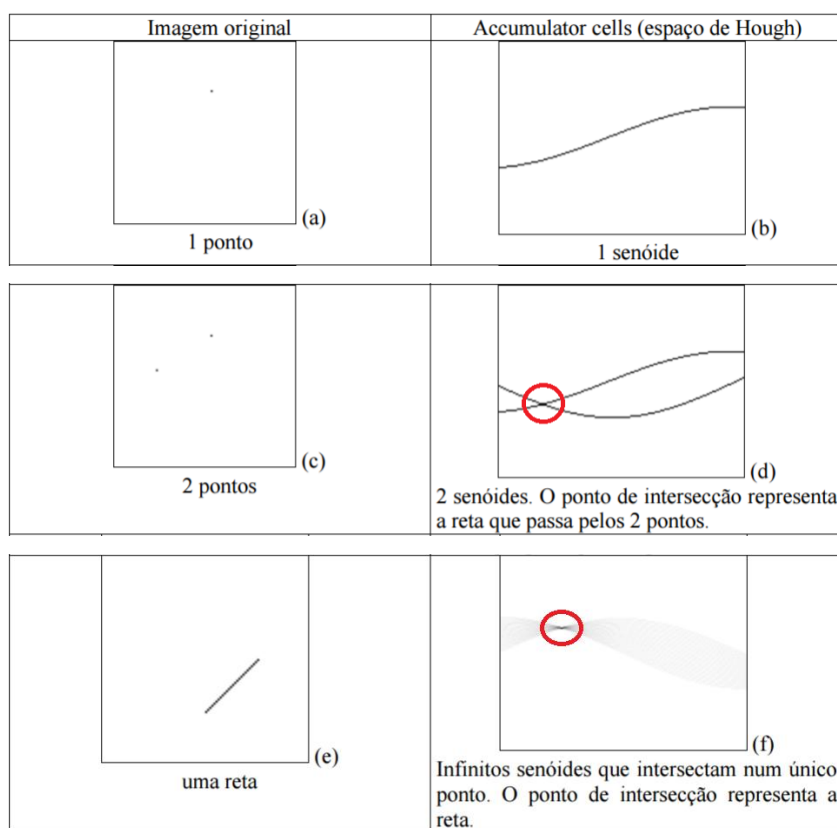 Imagem original
Accumulator cells (espaço de Hough)
(a)
1 ponto
(b)
1 senóide
(c)
2 pontos
(d)
2 senóides. O ponto de intersecção representa
a reta que passa pelos 2 pontos.
(e)
uma reta
(f)
Infinitos senóides que intersectam num único
ponto. O ponto de intersecção representa a
reta.